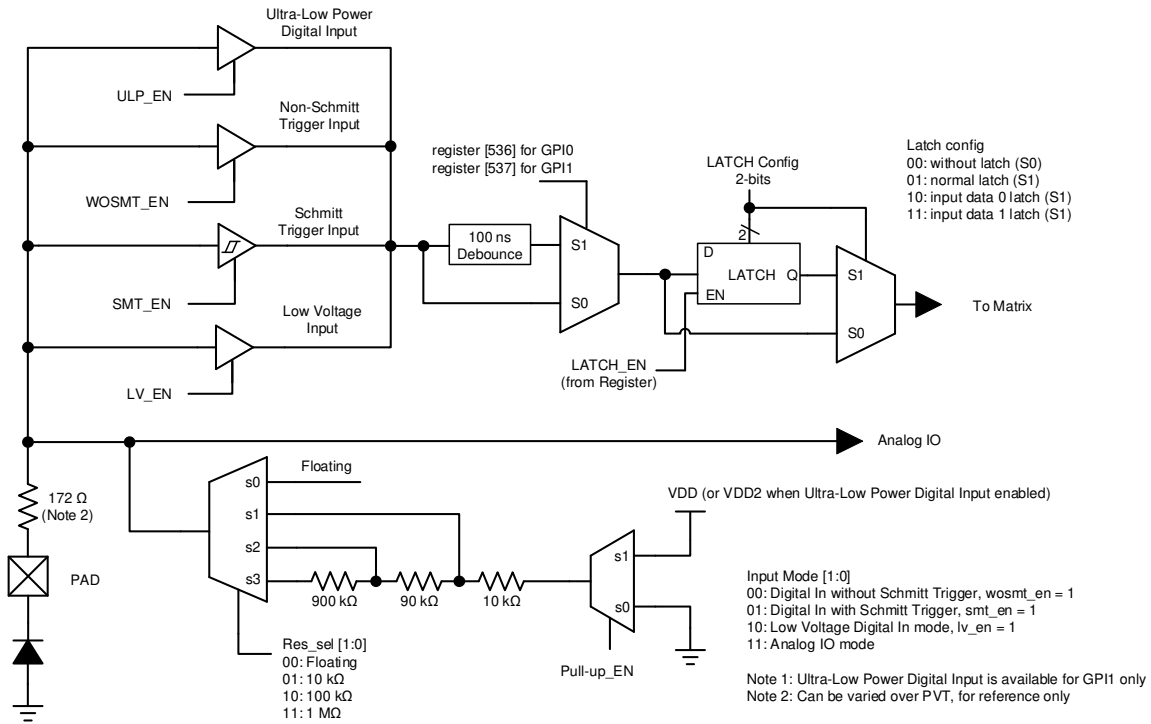 Ultra-Low Power
Digital Input
ULP_EN
Non-Schmitt
Trigger Input
WOSMT_EN
Schmitt
Trigger Input
SMT_EN
Low Voltage
Input
LV_EN
register [536] for GPI0
register [537] for GPI1
100 ns
Debounce
S1
S0
LATCH Config
2-bits
2
D
LATCH
Q
EN
LATCH_EN
(from Register)
S1
S0
Latch config
00: without latch (S0)
01: normal latch (S1)
10: input data 0 latch (S1)
11: input data 1 latch (S1)
To Matrix
Analog IO
172 Ω
(Note 2)
PAD
Floating
s0
s1
s2
s3
900 kΩ
90 kΩ
10 kΩ
Res_sel [1:0]
00: Floating
01: 10 kΩ
10: 100 kΩ
11: 1 MΩ
VDD (or VDD2 when Ultra-Low Power Digital Input enabled)
s1
s0
Pull-up_EN
Input Mode [1:0]
00: Digital In without Schmitt Trigger, wosmt_en = 1
01: Digital In with Schmitt Trigger, smt_en = 1
10: Low Voltage Digital In mode, lv_en = 1
11: Analog IO mode
Note 1: Ultra-Low Power Digital Input is available for GPI1 only
Note 2: Can be varied over PVT, for reference only